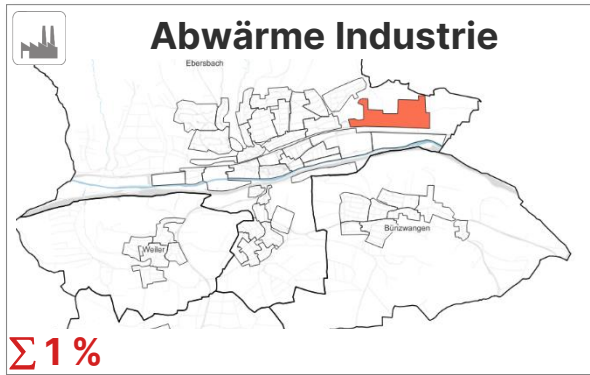 Abwärme Industrie
Ebersbach
Bünzwangen
Weiler
∑ 1 %